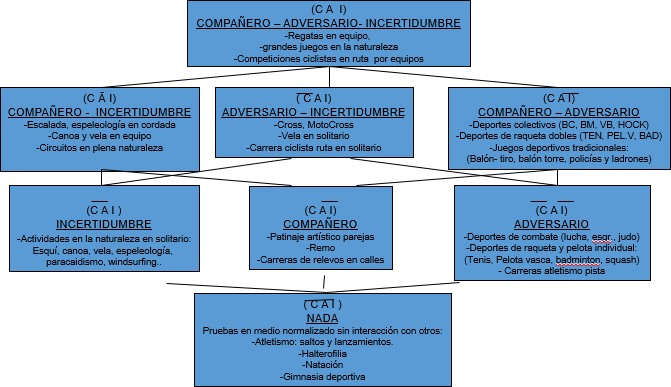 (C A I)
COMPAÑERO – ADVERSARIO- INCERTIDUMBRE
-Regatas en equipo,
-grandes juegos en la naturaleza
-Competiciones ciclistas en ruta por equipos
(C A̅ I)
COMPAÑERO - INCERTIDUMBRE
-Escalada, espeleología en cordada
-Canoa y vela en equipo
-Circuitos en plena naturaleza
(C̅ A I)
ADVERSARIO – INCERTIDUMBRE
-Cross, MotoCross
-Vela en solitario
-Carrera ciclista ruta en solitario
(C A I̅)
COMPAÑERO – ADVERSARIO
-Deportes colectivos (BC, BM, VB, HOCK)
-Deportes de raqueta dobles (TEN, PEL.V, BAD)
-Juegos deportivos tradicionales:
(Balón- tiro, balón torre, policías y ladrones)
(C̅ A̅ I )
INCERTIDUMBRE
-Actividades en la naturaleza en solitario:
Esquí, canoa, vela, espeleología,
paracaidismo, windsurfing..
(C A̅ I̅)
COMPAÑERO
-Patinaje artístico parejas
-Remo
-Carreras de relevos en calles
(C̅ A I̅)
ADVERSARIO
-Deportes de combate (lucha, esgr., judo)
-Deportes de raqueta y pelota individual:
(Tenis, Pelota vasca, badminton, squash)
- Carreras atletismo pista
(C̅ A̅ I̅ )
NADA
Pruebas en medio normalizado sin interacción con otros:
-Atletismo: saltos y lanzamientos.
-Halterofilia
-Natación
-Gimnasia deportiva